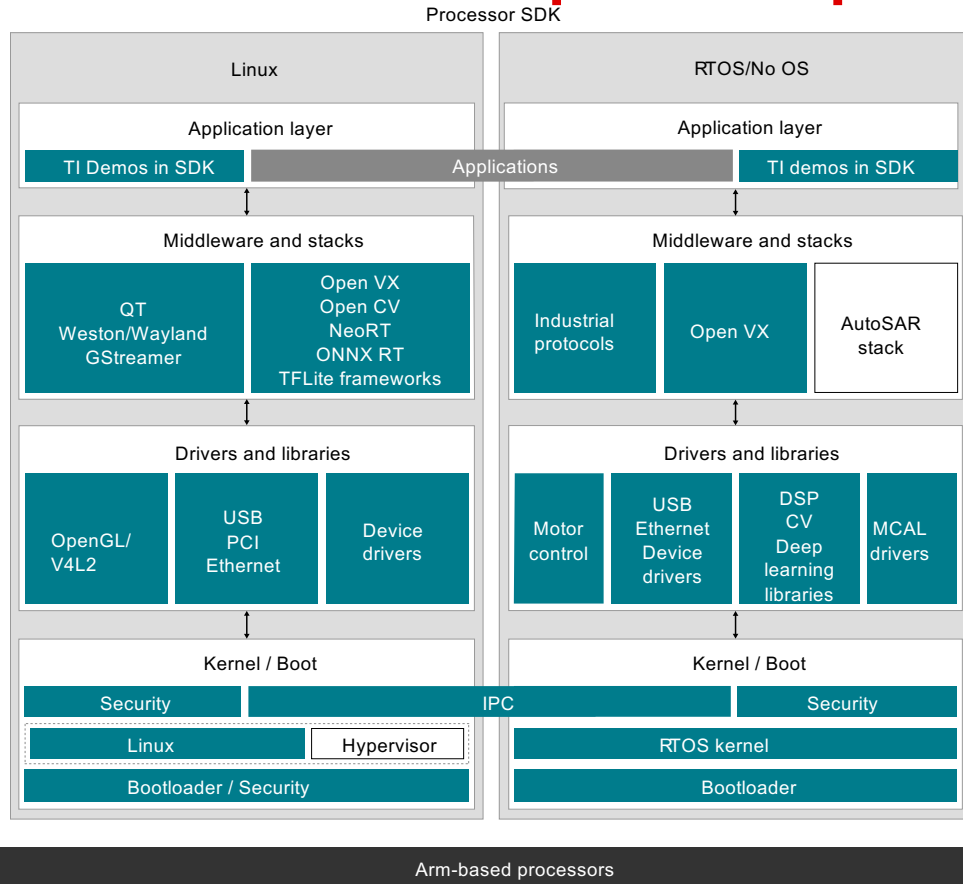 Processor SDK
Linux
Application layer
TI Demos in SDK
Applications
Middleware and stacks
QT
Weston/Wayland
GStreamer
Open VX
Open CV
NeoRT
ONNX RT
TFLite frameworks
Drivers and libraries
OpenGL/
V4L2
USB
PCI
Ethernet
Device
drivers
Kernel / Boot
Security
IPC
Linux
Hypervisor
Bootloader / Security
RTOS/No OS
Application layer
TI demos in SDK
Middleware and stacks
Industrial
protocols
Open VX
AutoSAR
stack
Drivers and libraries
Motor
control
USB
Ethernet
Device
drivers
DSP
CV
Deep
learning
libraries
MCAL
drivers
Kernel / Boot
Security
RTOS kernel
Bootloader
Arm-based processors